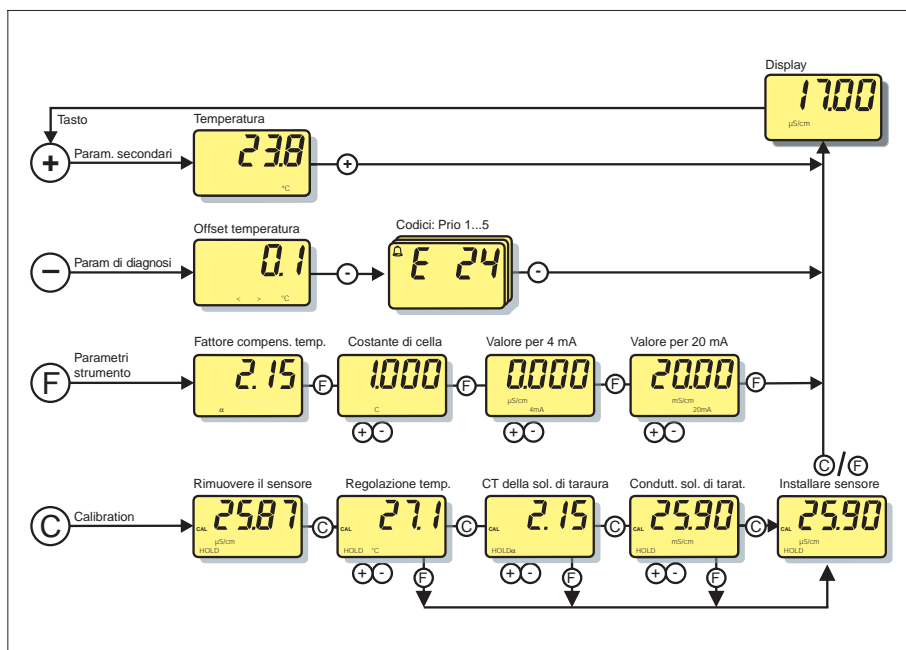 Display
17.00
µS/cm
Tasto
Temperatura
+
Param. secondari
23.8
°C
+
Offset temperatura
Codici: Prio 1...5
−
Param di diagnosi
0.1
< > °C
-
E 24
-
Fattore compens. temp.
Costante di cella
Valore per 4 mA
Valore per 20 mA
F
Parametri
strumento
2.15
α
F
1.000
C
F
0.000
µS/cm
4mA
F
20.00
mS/cm
20mA
F
+ -
+ -
+ -
C / F
Rimuovere il sensore
Regolazione temp.
CT della sol. di taraura
Condutt. sol. di tarat.
Installare sensore
C
Calibration
25.87
CAL
µS/cm
HOLD
C
27.1
CAL
HOLD °C
C
2.15
CAL
HOLDα
C
25.90
CAL
mS/cm
HOLD
C
25.90
CAL
µS/cm
HOLD
+ -
F
+ -
F
+ -
F